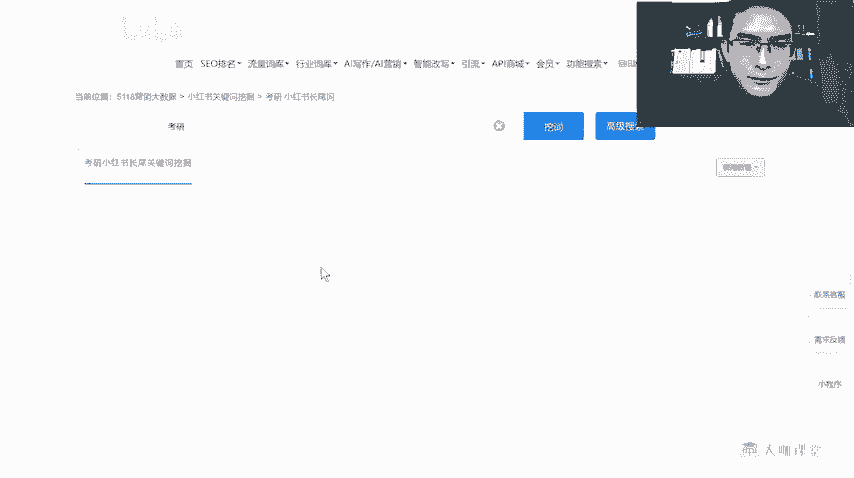 首页 SEO排名 流量词库 行业词库 AI写作/AI营销 智能改写 引流 API商城 会员 功能搜索
当前位置：5118营销大数据 > 小红书关键词挖掘 > 考研 小红书长尾词
考研 挖词 高级搜索
考研小红书长尾关键词挖掘
联系客服
需求反馈
小程序
大咖课堂